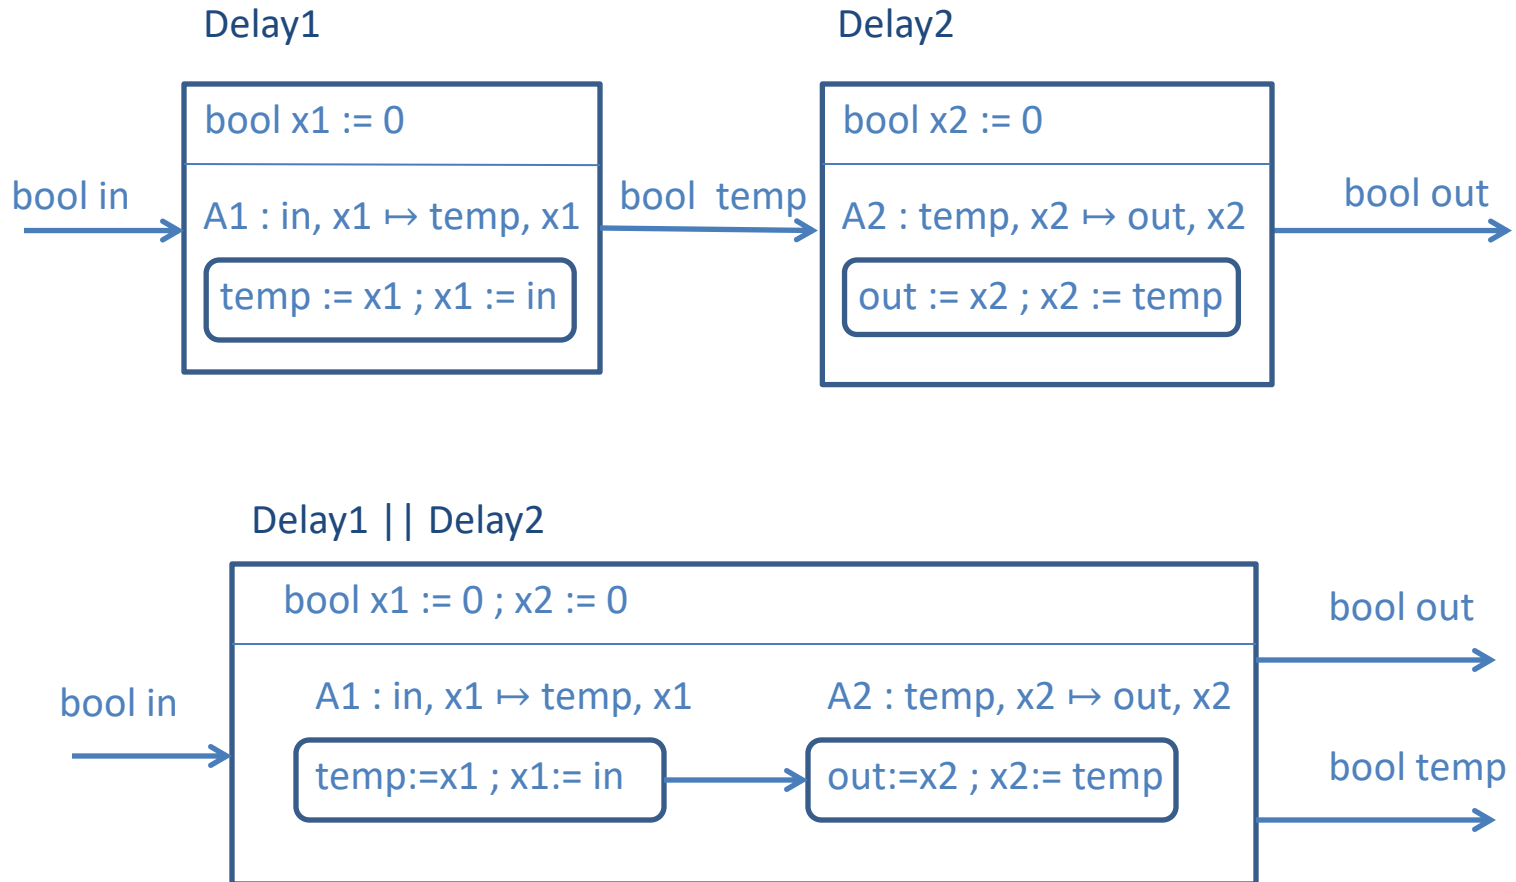 Delay1
bool x1 := 0
bool in
A1 : in, x1 ↦ temp, x1
temp := x1 ; x1 := in
bool temp
Delay2
bool x2 := 0
A2 : temp, x2 ↦ out, x2
out := x2 ; x2 := temp
bool out
Delay1 || Delay2
bool x1 := 0 ; x2 := 0
bool in
A1 : in, x1 ↦ temp, x1
temp:=x1 ; x1:= in
A2 : temp, x2 ↦ out, x2
out:=x2 ; x2:= temp
bool out
bool temp